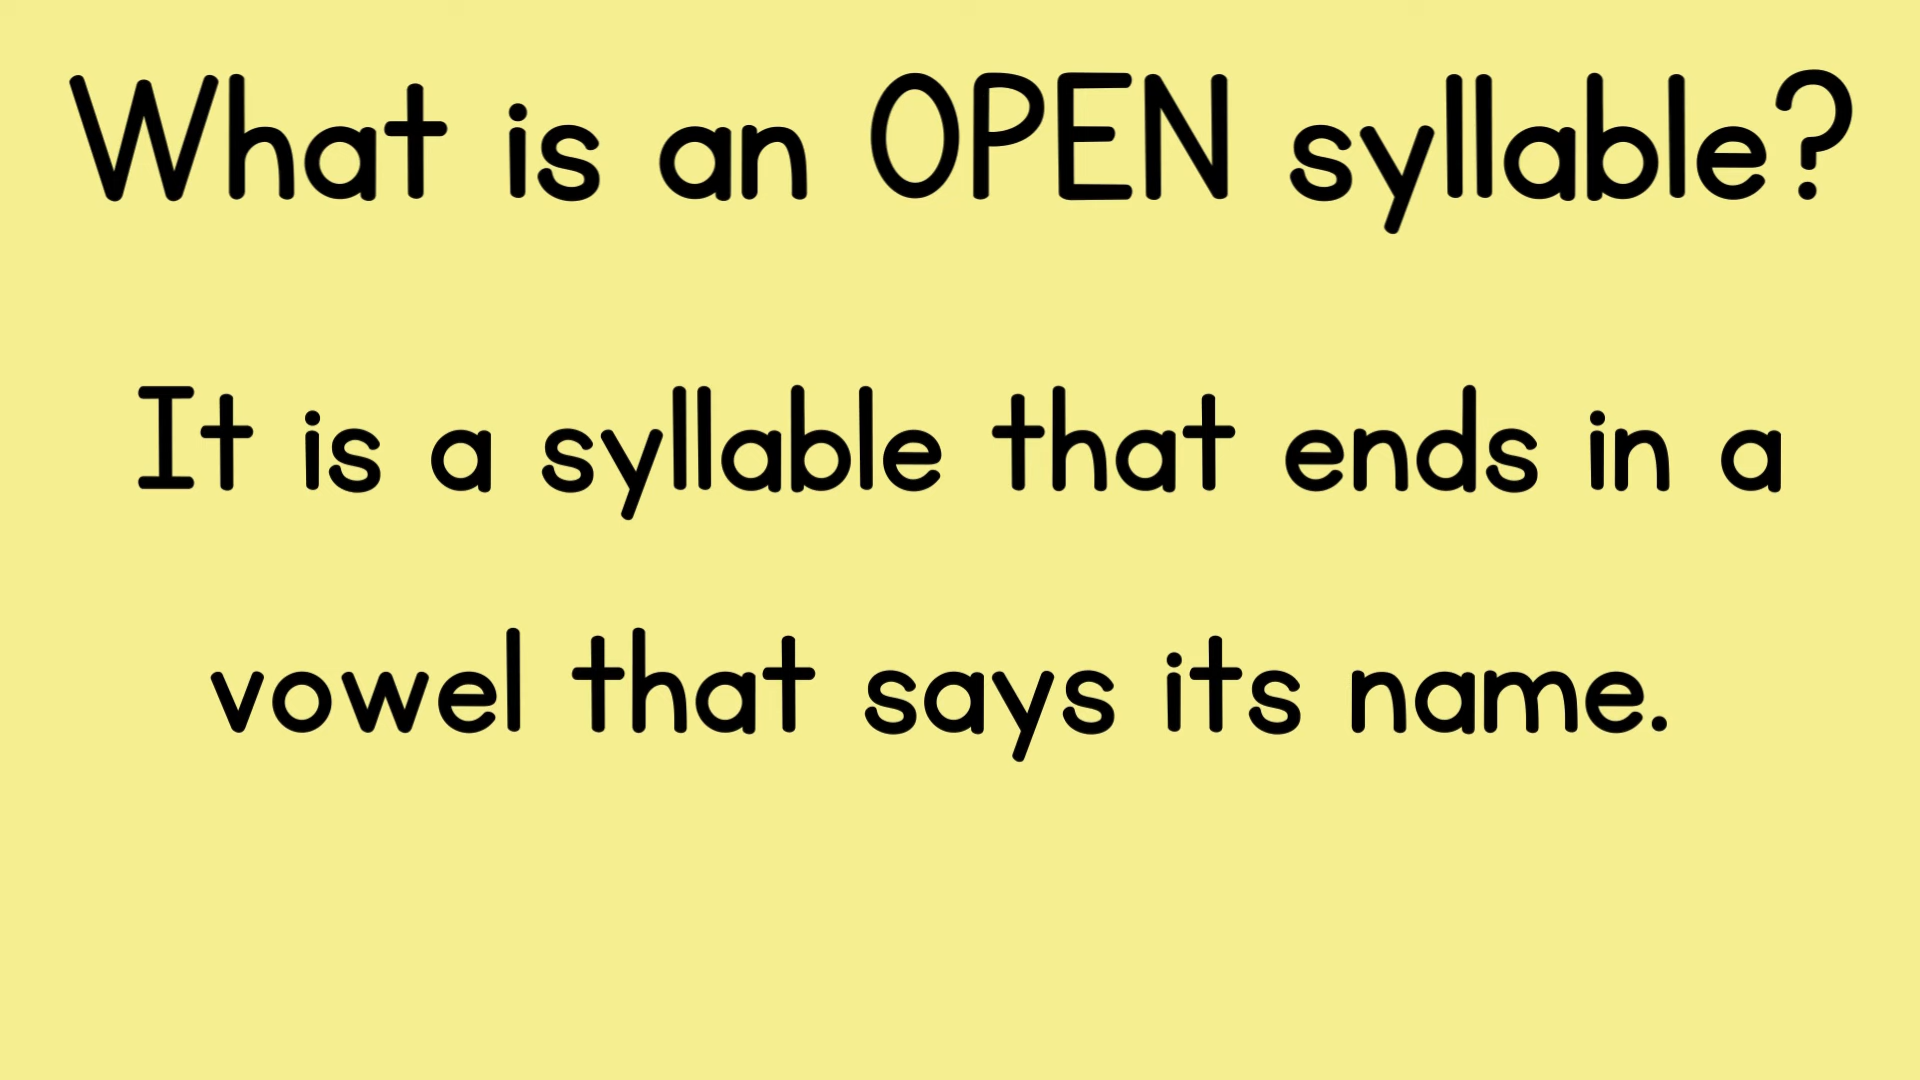 What is an OPEN syllable?
It is a syllable that ends in a
vowel that says its name.